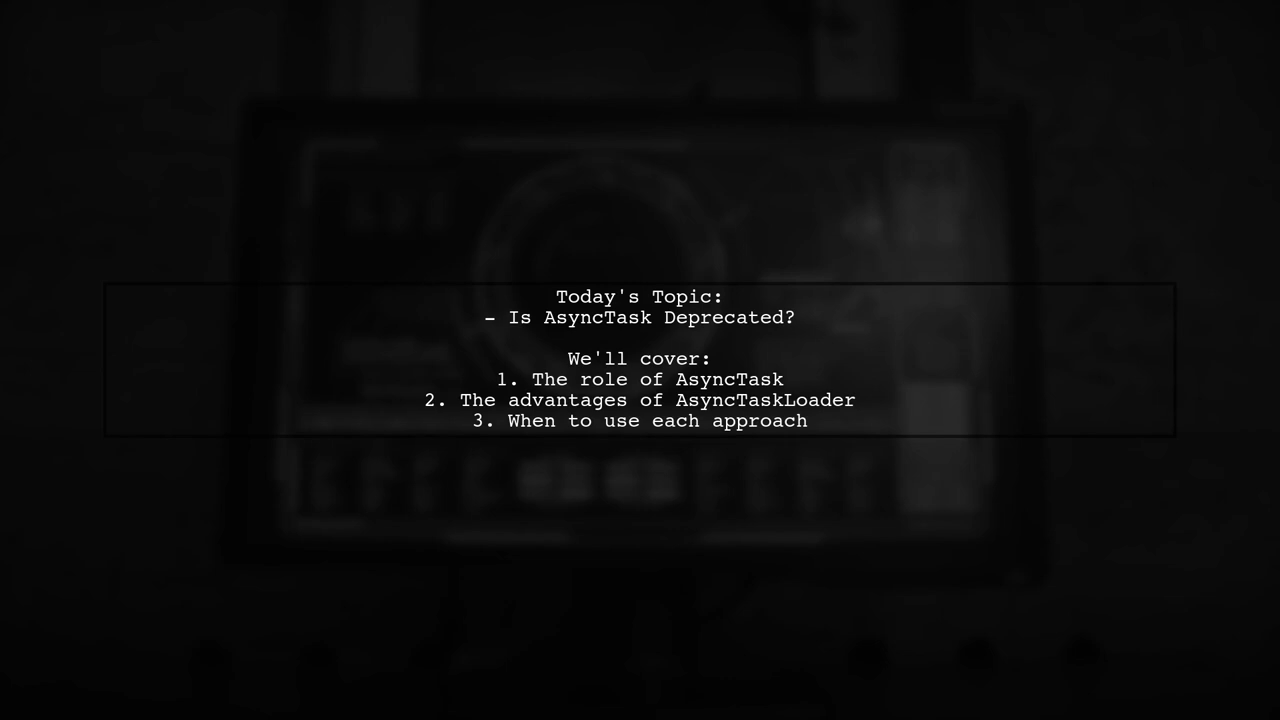 Today's Topic:
– Is AsyncTask Deprecated?
We'll cover:
1. The role of AsyncTask
2. The advantages of AsyncTaskLoader
3. When to use each approach